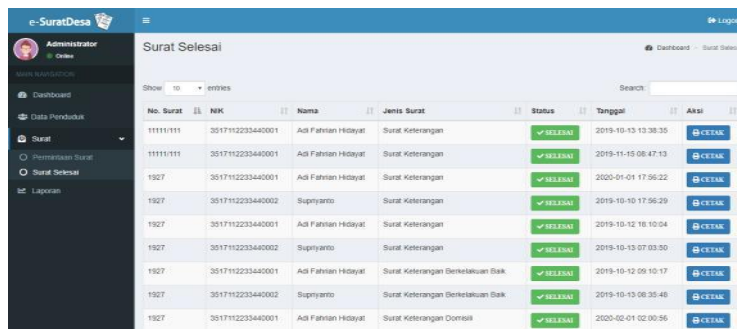 e-SuratDesa
Logout
Administrator
Online
MAIN NAVIGATION
Dashboard
Data Penduduk
Surat
Permintaan Surat
Surat Selesai
Laporan
Surat Selesai
Dashboard Surat Selesai
Show 10 entries Search:
No. Surat NIK Nama Jenis Surat Status Tanggal Aksi
11111/111 3517112233440001 Adi Fahrian Hidayat Surat Keterangan SELESAI 2019-10-13 13:38:35 CETAK
11111/111 3517112233440001 Adi Fahrian Hidayat Surat Keterangan SELESAI 2019-11-15 08:47:13 CETAK
1927 3517112233440001 Adi Fahrian Hidayat Surat Keterangan SELESAI 2020-01-01 17:56:22 CETAK
1927 3517112233440002 Supriyanto Surat Keterangan SELESAI 2019-10-10 17:56:29 CETAK
1927 3517112233440001 Adi Fahrian Hidayat Surat Keterangan SELESAI 2019-10-12 18:10:04 CETAK
1927 3517112233440002 Supriyanto Surat Keterangan SELESAI 2019-10-13 07:03:50 CETAK
1927 3517112233440001 Adi Fahrian Hidayat Surat Keterangan Berkelakuan Baik SELESAI 2019-10-12 09:10:17 CETAK
1927 3517112233440002 Supriyanto Surat Keterangan Berkelakuan Baik SELESAI 2019-10-13 08:35:48 CETAK
1927 3517112233440001 Adi Fahrian Hidayat Surat Keterangan Domisili SELESAI 2020-02-01 02:00:56 CETAK